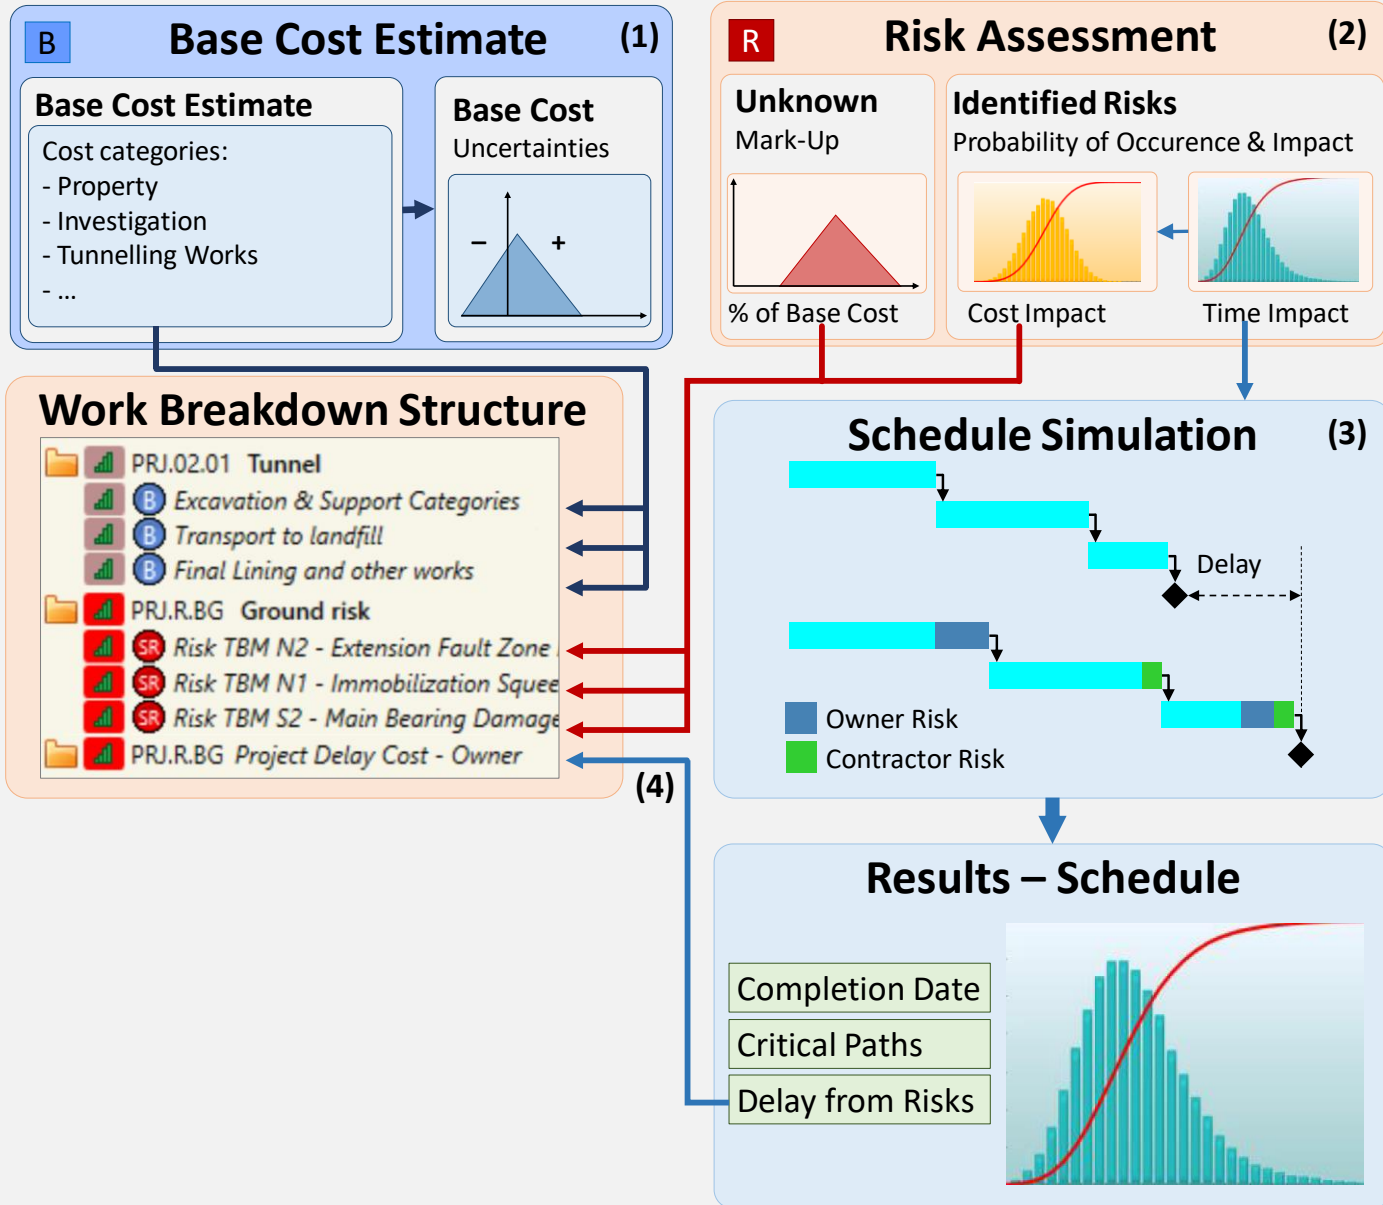 B
Base Cost Estimate
(1)
Base Cost Estimate
Cost categories:
- Property
- Investigation
- Tunnelling Works
- ...
Base Cost
Uncertainties
– +
R
Risk Assessment
(2)
Unknown
Mark-Up
% of Base Cost
Identified Risks
Probability of Occurence & Impact
Cost Impact
Time Impact
Work Breakdown Structure
PRJ.02.01 Tunnel
B Excavation & Support Categories
B Transport to landfill
B Final Lining and other works
PRJ.R.BG Ground risk
SR Risk TBM N2 - Extension Fault Zone
SR Risk TBM N1 - Immobilization Squee
SR Risk TBM S2 - Main Bearing Damage
PRJ.R.BG Project Delay Cost - Owner
(4)
Schedule Simulation
(3)
Delay
Owner Risk
Contractor Risk
Results – Schedule
Completion Date
Critical Paths
Delay from Risks